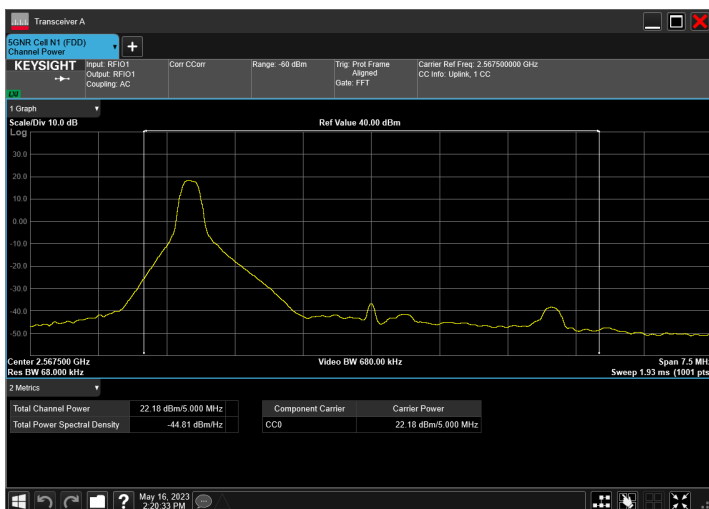 Transceiver A
5GNR Cell N1 (FDD)
Channel Power
KEYSIGHT
Input: RFIO1
Output: RFIO1
Coupling: AC
Corr CCorr
Range: -60 dBm
Trig: Prot Frame
Aligned
Gate: FFT
Carrier Ref Freq: 2.567500000 GHz
CC Info: Uplink, 1 CC
LXI
1 Graph
Scale/Div 10.0 dB
Ref Value 40.00 dBm
Log
30.0
20.0
10.0
0.00
-10.0
-20.0
-30.0
-40.0
-50.0
Center 2.567500 GHz
Video BW 680.00 kHz
Span 7.5 MHz
Res BW 68.000 kHz
Sweep 1.93 ms (1001 pts
2 Metrics
Total Channel Power 22.18 dBm/5.000 MHz
Total Power Spectral Density -44.81 dBm/Hz
Component Carrier Carrier Power
CC0 22.18 dBm/5.000 MHz
May 16, 2023
2:20:33 PM